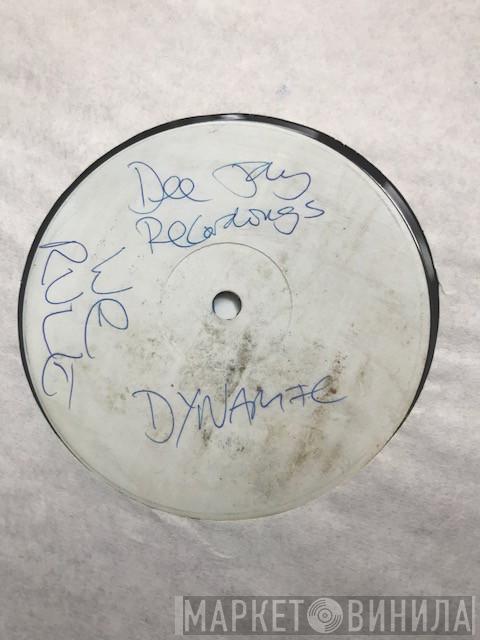 Dee Jay
Recordings
WE
RULE
DYNAMITE
МАРКЕТ ВИНИЛА